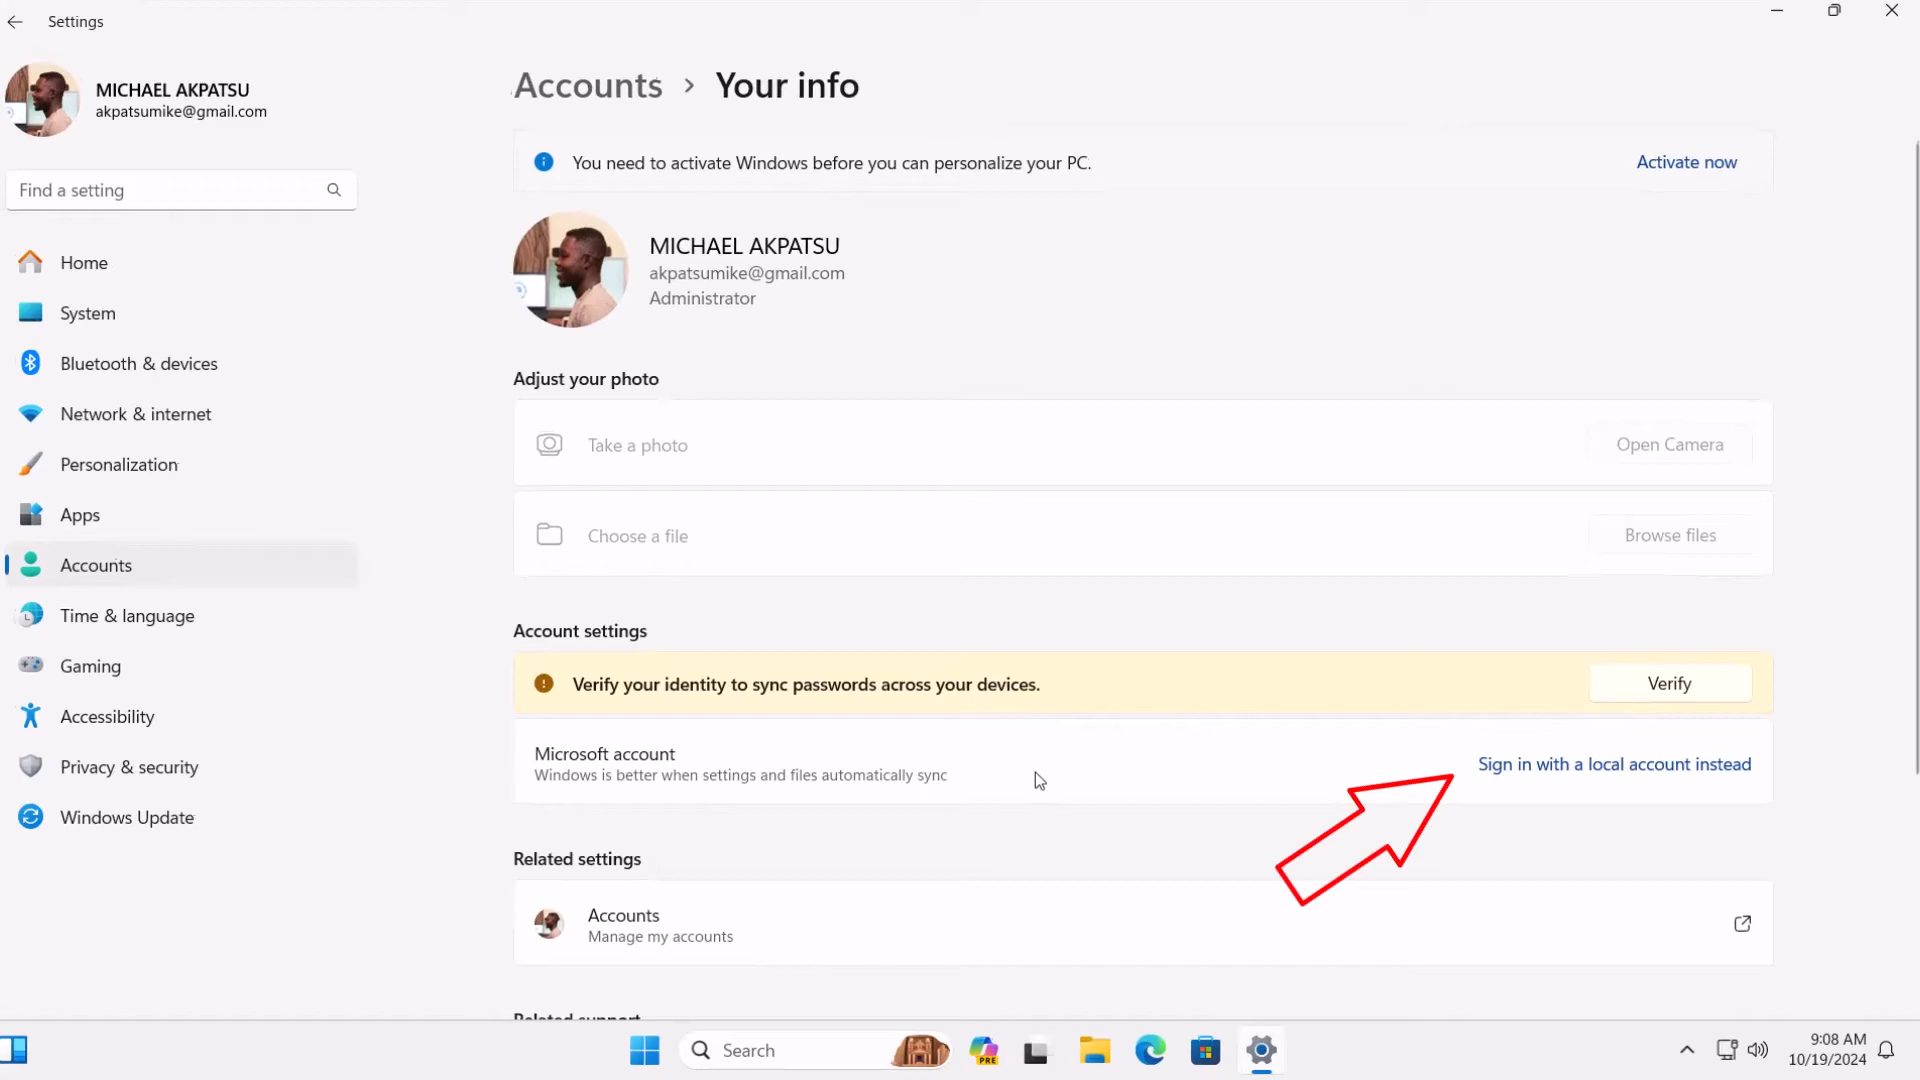 Settings
MICHAEL AKPATSU
akpatsumike@gmail.com
Find a setting
Home
System
Bluetooth & devices
Network & internet
Personalization
Apps
Accounts
Time & language
Gaming
Accessibility
Privacy & security
Windows Update
Accounts > Your info
You need to activate Windows before you can personalize your PC.
Activate now
MICHAEL AKPATSU
akpatsumike@gmail.com
Administrator
Adjust your photo
Take a photo
Open Camera
Choose a file
Browse files
Account settings
Verify your identity to sync passwords across your devices.
Verify
Microsoft account
Windows is better when settings and files automatically sync
Sign in with a local account instead
Related settings
Accounts
Manage my accounts
Related support
Search
PRE
9:08 AM
10/19/2024